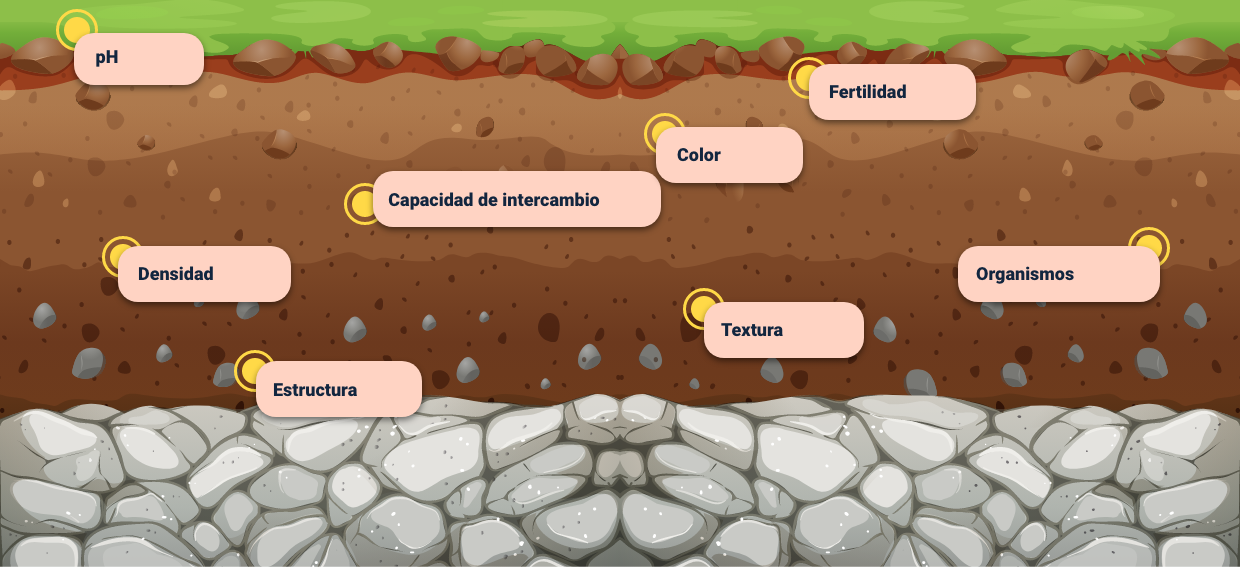 pH
Fertilidad
Color
Capacidad de intercambio
Densidad
Organismos
Textura
Estructura